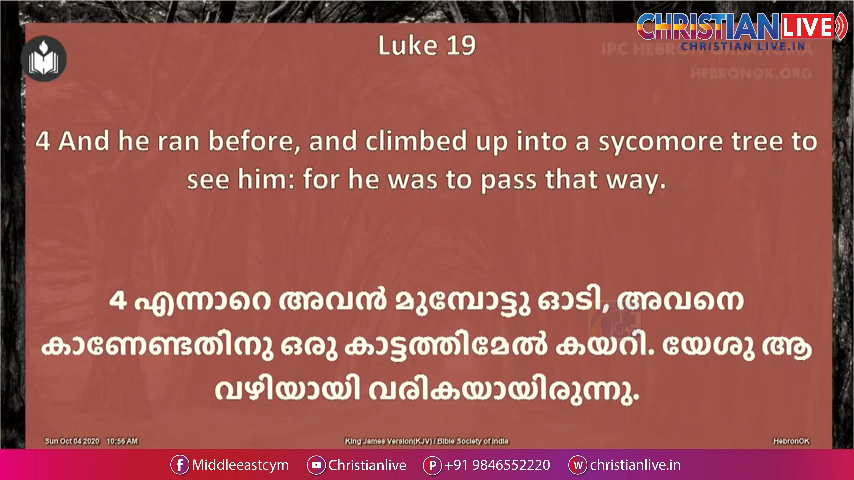 CHRISTIAN LIVE
CHRISTIAN LIVE.IN
Luke 19
HEBRONOK.ORG
4 And he ran before, and climbed up into a sycomore tree to
see him: for he was to pass that way.
4 എന്നാറെ അവൻ മുമ്പോട്ടു ഓടി, അവനെ
കാണേണ്ടതിനു ഒരു കാട്ടത്തിമേൽ കയറി. യേശു ആ
വഴിയായി വരികയായിരുന്നു.
Sun Oct 04 2020 10:56 AM King James Version(KJV) / Bible Society of India HebronOK
Middleeastcym Christianlive +91 9846552220 christianlive.in